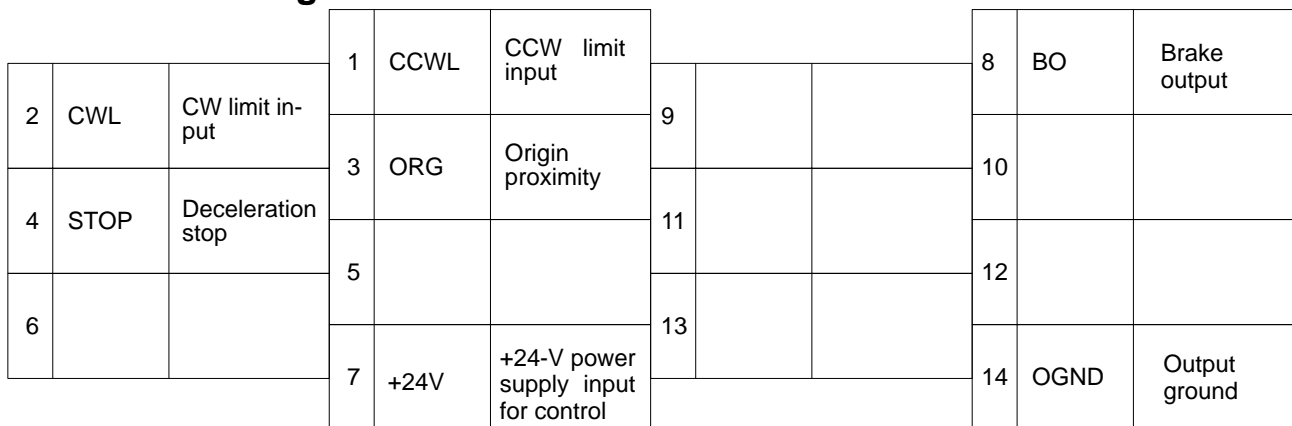 1 CCWL CCW limit
input
2 CWL CW limit in-
put
3 ORG Origin
proximity
4 STOP Deceleration
stop
5
6
7 +24V +24-V power
supply input
for control
8 BO Brake
output
9
10
11
12
13
14 OGND Output
ground